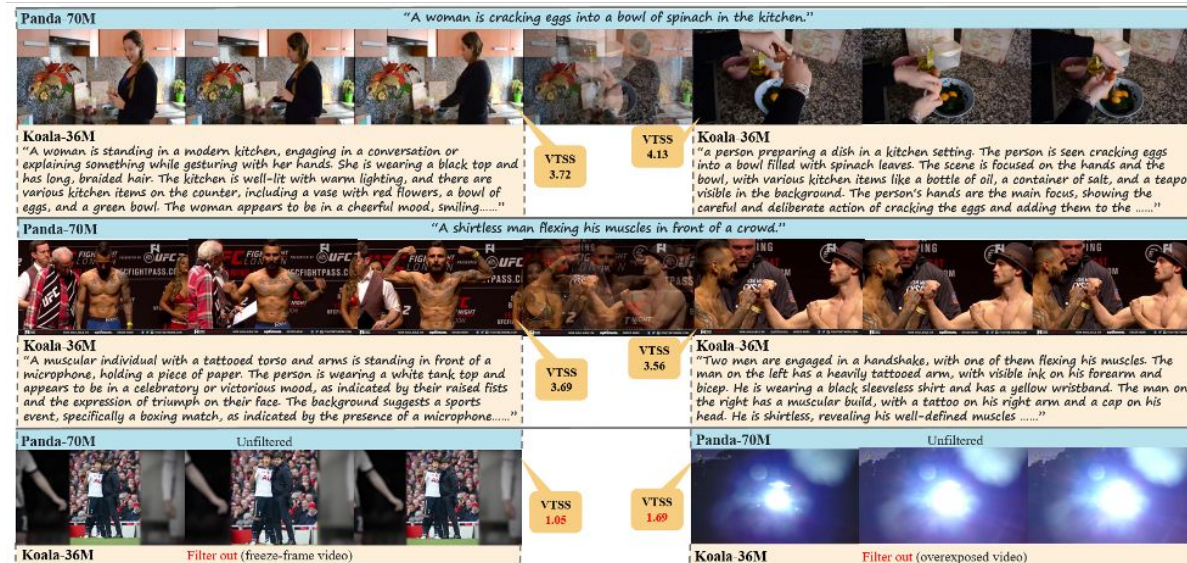 Panda-70M
“A woman is cracking eggs into a bowl of spinach in the kitchen.”
Koala-36M
“A woman is standing in a modern kitchen, engaging in a conversation or
explaining something while gesturing with her hands. She is wearing a black top and
has long, braided hair. The kitchen is well-lit with warm lighting, and there are
various kitchen items on the counter, including a vase with red flowers, a bowl of
eggs, and a green bowl. The woman appears to be in a cheerful mood, smiling......”
VTSS
3.72
VTSS
4.13
Koala-36M
“a person preparing a dish in a kitchen setting. The person is seen cracking eggs
into a bowl filled with spinach leaves. The scene is focused on the hands and the
bowl, with various kitchen items like a bottle of oil, a container of salt, and a teapot
visible in the background. The person's hands are the main focus, showing the
careful and deliberate action of cracking the eggs and adding them to the ......”
Panda-70M
“A shirtless man flexing his muscles in front of a crowd.”
Koala-36M
“A muscular individual with a tattooed torso and arms is standing in front of a
microphone, holding a piece of paper. The person is wearing a white tank top and
appears to be in a celebratory or victorious mood, as indicated by their raised fists
and the expression of triumph on their face. The background suggests a sports
event, specifically a boxing match, as indicated by the presence of a microphone......”
VTSS
3.69
VTSS
3.56
Koala-36M
“Two men are engaged in a handshake, with one of them flexing his muscles. The
man on the left has a heavily tattooed arm, with visible ink on his forearm and
bicep. He is wearing a black sleeveless shirt and has a yellow wristband. The man on
the right has a muscular build, with a tattoo on his right arm and a cap on his
head. He is shirtless, revealing his well-defined muscles ......”
Panda-70M
Unfiltered
VTSS
1.05
Koala-36M
Filter out (freeze-frame video)
Panda-70M
Unfiltered
VTSS
1.69
Koala-36M
Filter out (overexposed video)